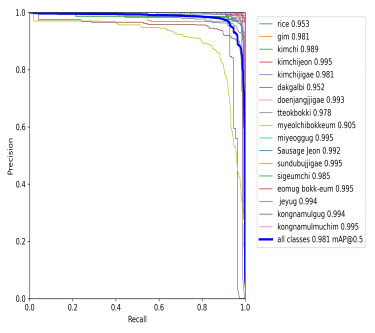 1.0
0.8
0.6
0.4
0.2
0.0
Precision
0.0 0.2 0.4 0.6 0.8 1.0
Recall
rice 0.953
gim 0.981
kimchi 0.989
kimchijeon 0.995
kimchijigae 0.981
dakgalbi 0.952
doenjangjjigae 0.993
tteokbokki 0.978
myeolchibokkeum 0.905
miyeoggug 0.995
Sausage Jeon 0.992
sundubujjigae 0.995
sigeumchi 0.985
eomug bokk-eum 0.995
jeyug 0.994
kongnamulgug 0.994
kongnamulmuchim 0.995
all classes 0.981 mAP@0.5